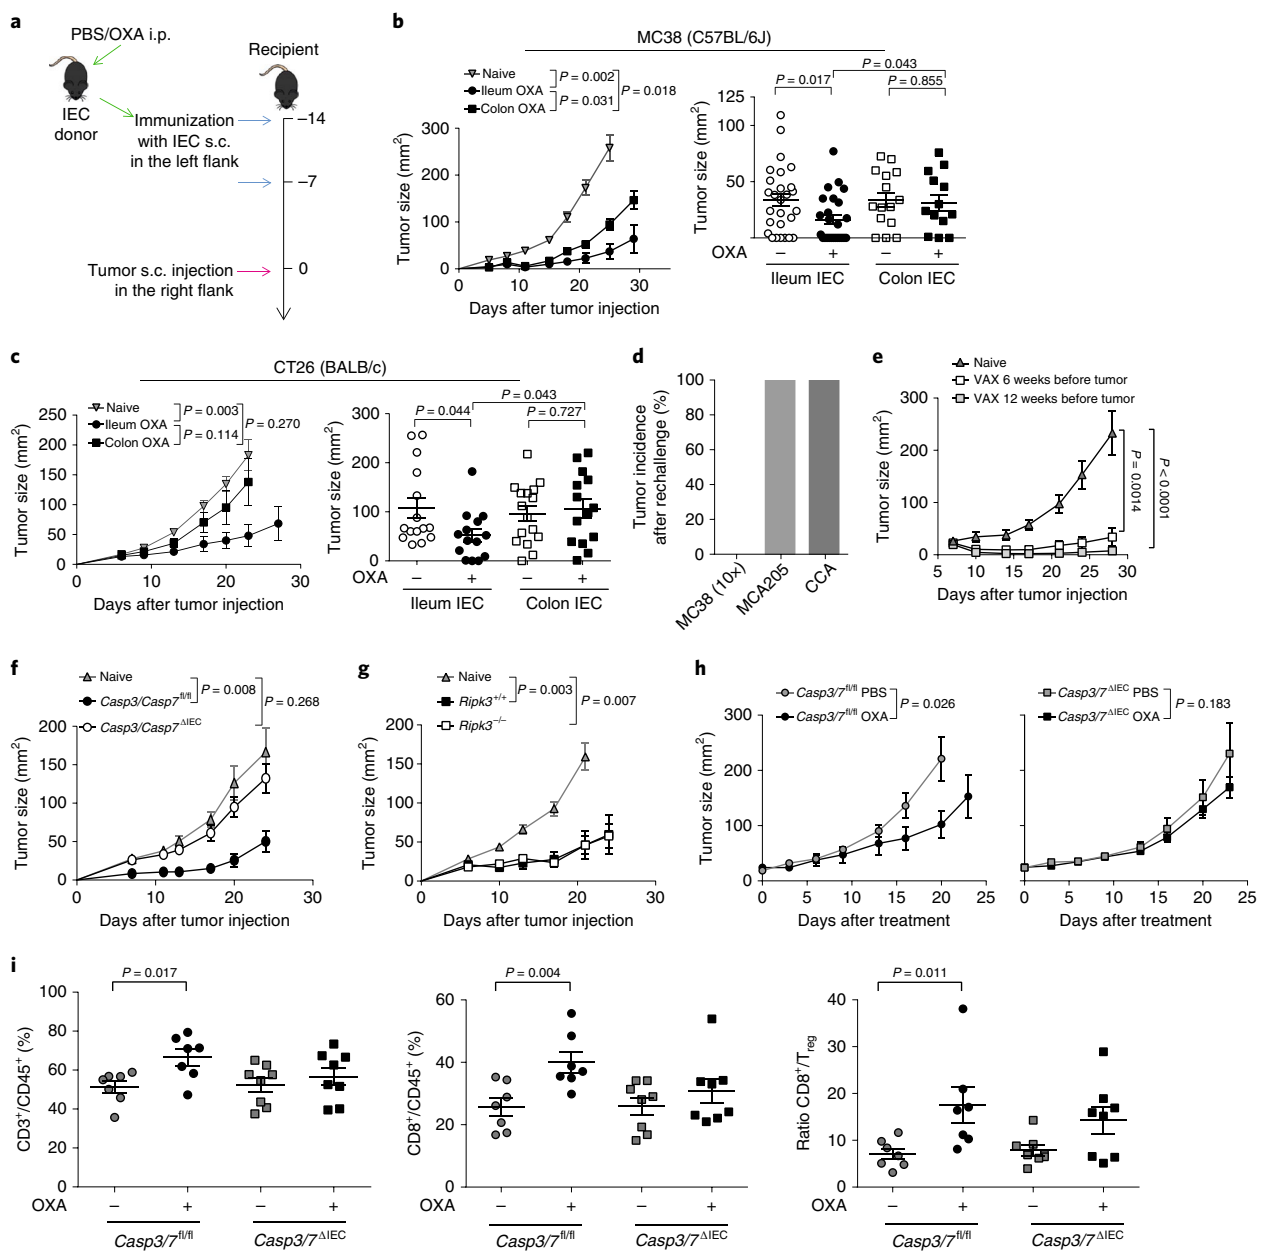 a
PBS/OXA i.p.
Recipient
IEC
donor
Immunization
with IEC s.c.
in the left flank
–14
–7
Tumor s.c. injection
in the right flank
0
b
MC38 (C57BL/6J)
Naive
Ileum OXA
Colon OXA
P = 0.002
P = 0.031
P = 0.018
Tumor size (mm²)
300
200
100
0
0 10 20 30
Days after tumor injection
P = 0.043
P = 0.017
P = 0.855
Tumor size (mm²)
125
100
50
OXA – + – +
Ileum IEC Colon IEC
c
CT26 (BALB/c)
Naive
Ileum OXA
Colon OXA
P = 0.003
P = 0.114
P = 0.270
Tumor size (mm²)
250
200
150
100
50
0
0 10 20 30
Days after tumor injection
P = 0.043
P = 0.044
P = 0.727
Tumor size (mm²)
300
200
100
0
OXA – + – +
Ileum IEC Colon IEC
d
Tumor incidence
after rechallenge (%)
100
80
60
40
20
0
MC38 (10×)
MCA205
CCA
e
Naive
VAX 6 weeks before tumor
VAX 12 weeks before tumor
Tumor size (mm²)
300
200
100
0
5 10 15 20 25 30
Days after tumor injection
P = 0.0014
P < 0.0001
f
Naive
Casp3/Casp7fl/fl
Casp3/Casp7ΔIEC
P = 0.008
P = 0.268
Tumor size (mm²)
200
150
100
50
0
0 10 20 30
Days after tumor injection
g
Naive
Ripk3+/+
Ripk3−/−
P = 0.003
P = 0.007
Tumor size (mm²)
200
150
100
50
0
0 10 20 30
Days after tumor injection
h
Casp3/7fl/fl PBS
Casp3/7fl/fl OXA
P = 0.026
Tumor size (mm²)
300
200
100
0
0 5 10 15 20 25
Days after treatment
Casp3/7ΔIEC PBS
Casp3/7ΔIEC OXA
P = 0.183
0 5 10 15 20 25
Days after treatment
i
P = 0.017
CD3+/CD45+ (%)
100
80
60
40
20
0
OXA – + – +
Casp3/7fl/fl Casp3/7ΔIEC
P = 0.004
CD8+/CD45+ (%)
60
40
20
0
– + – +
Casp3/7fl/fl Casp3/7ΔIEC
P = 0.011
Ratio CD8+/Treg
40
30
20
10
0
– + – +
Casp3/7fl/fl Casp3/7ΔIEC